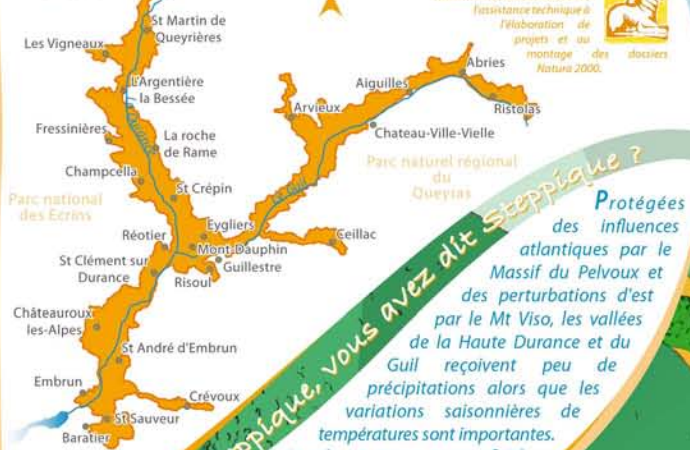 l'assistance technique à
l'élaboration de
projets et au
montage des dossiers
Natura 2000.
St Martin de
Queyrières
Les Vigneaux
L'Argentière
la Bessée
Fressinières
La roche
de Rame
Champcella
St Crépin
Parc national
des Ecrins
Réotier
Eygliers
Mont-Dauphin
Guillestre
Risoul
St Clément sur
Durance
Châteauroux
les-Alpes
St André d'Embrun
Embrun
Crévoux
St Sauveur
Baratier
Abries
Aiguilles
Ristolas
Arvieux
Chateau-Ville-Vielle
Parc naturel régional
du
Queyras
Le Guil
Ceillac
ppique, vous avez dit Steppique ?
Protégées
des influences
atlantiques par le
Massif du Pelvoux et
des perturbations d'est
par le Mt Viso, les vallées
de la Haute Durance et du
Guil reçoivent peu de
précipitations alors que les
variations saisonnières de
températures sont importantes.